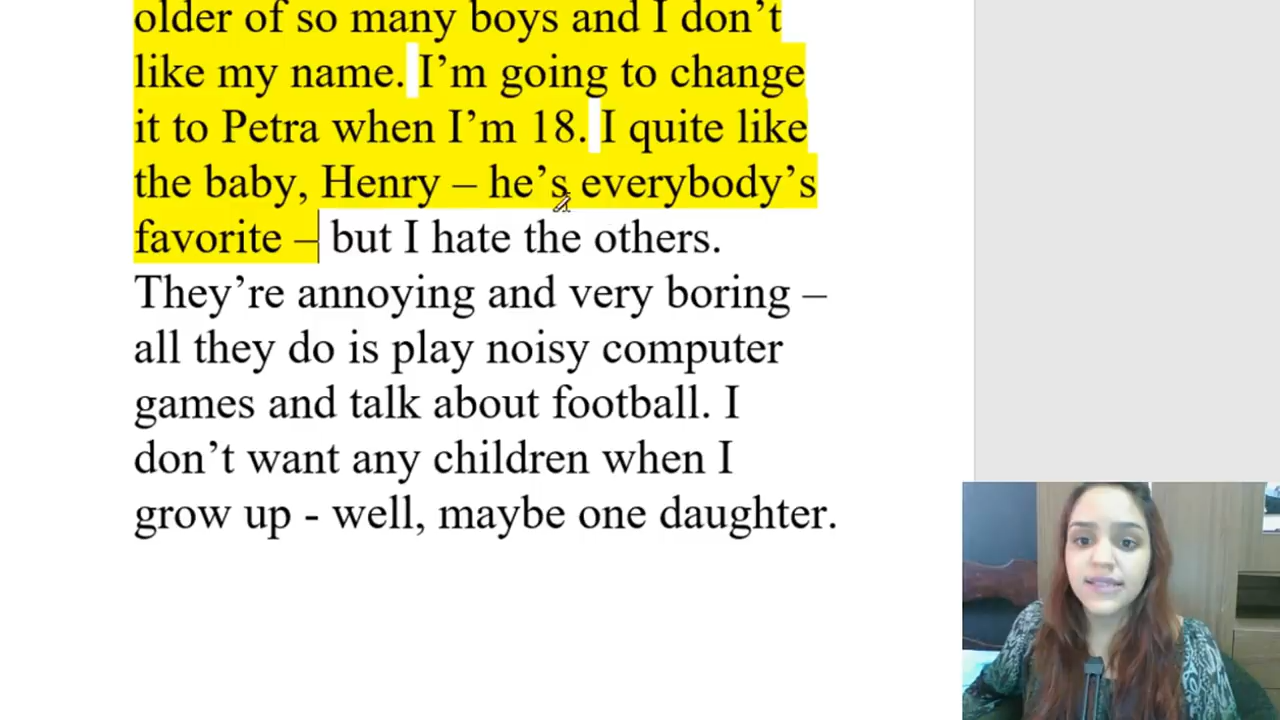 older of so many boys and I don’t
like my name. I’m going to change
it to Petra when I’m 18. I quite like
the baby, Henry – he’s everybody’s
favorite – but I hate the others.
They’re annoying and very boring –
all they do is play noisy computer
games and talk about football. I
don’t want any children when I
grow up - well, maybe one daughter.